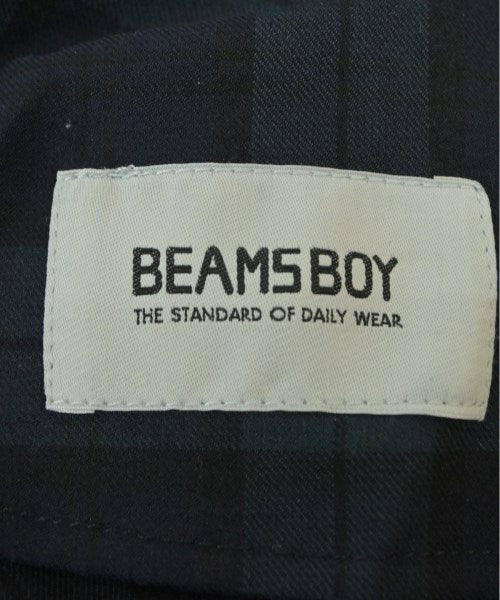 BEAMS BOY
THE STANDARD OF DAILY WEAR